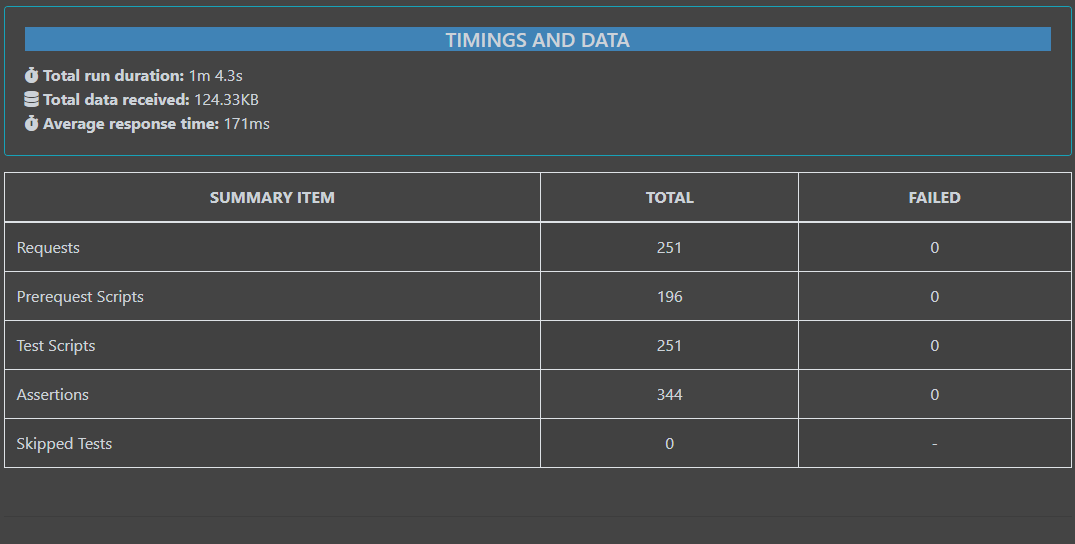 TIMINGS AND DATA
Total run duration: 1m 4.3s
Total data received: 124.33KB
Average response time: 171ms
SUMMARY ITEM TOTAL FAILED
Requests 251 0
Prerequest Scripts 196 0
Test Scripts 251 0
Assertions 344 0
Skipped Tests 0 -